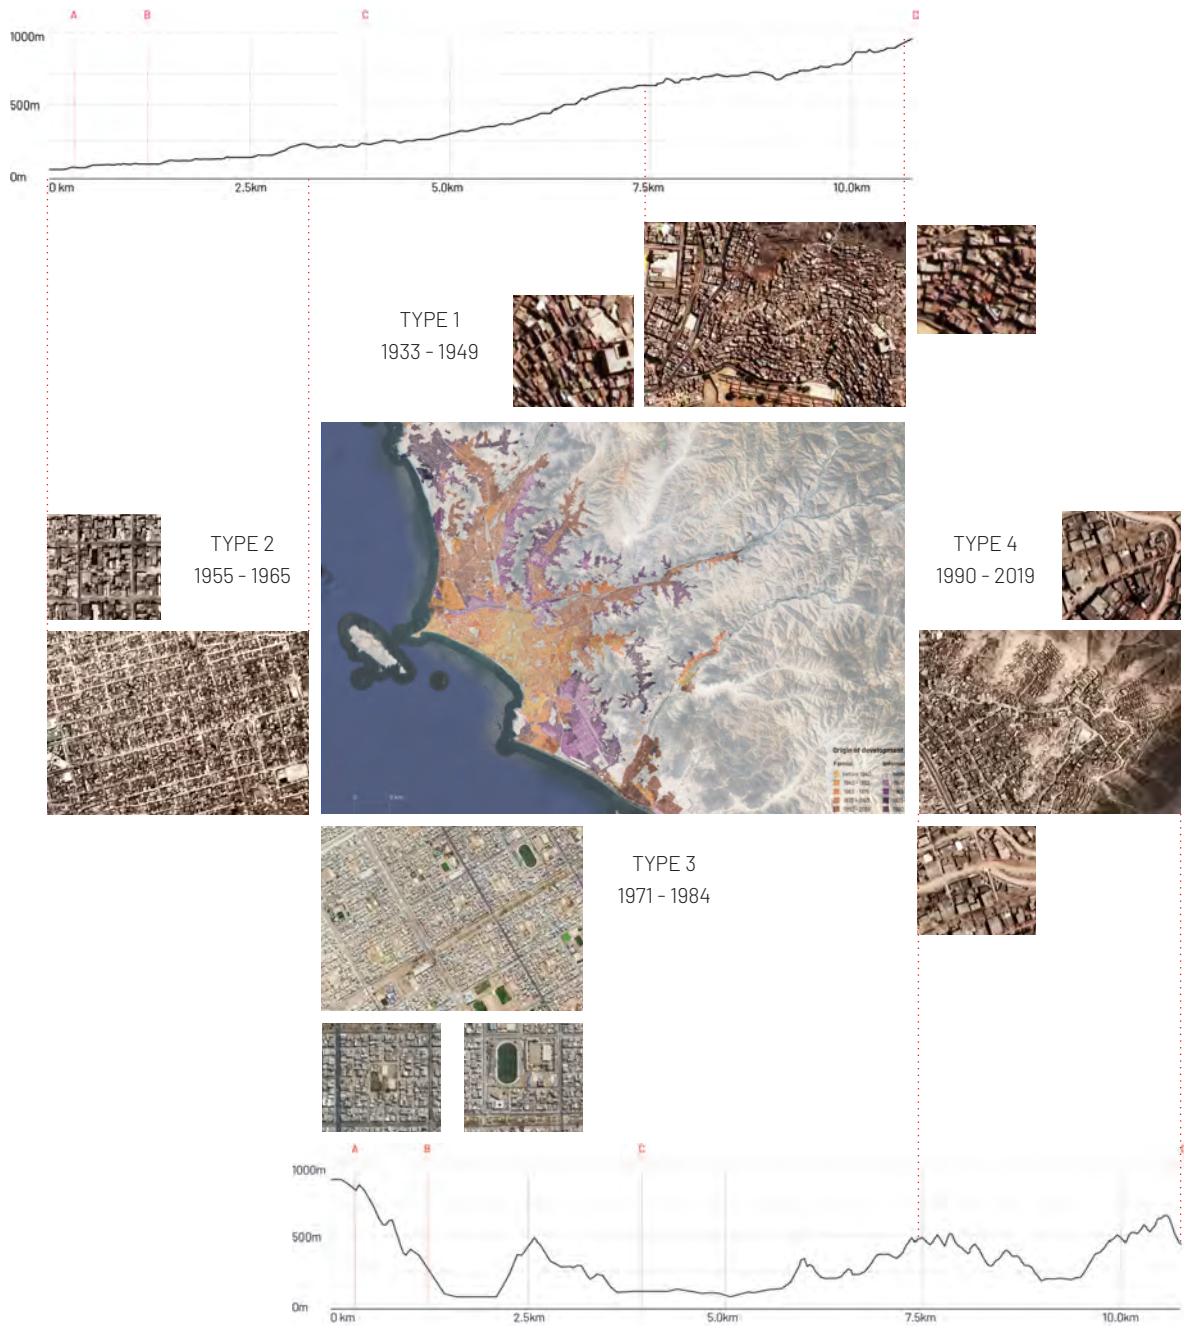 A B C D
1000m
500m
0m
0 km 2.5km 5.0km 7.5km 10.0km
TYPE 1
1933 - 1949
TYPE 2
1955 - 1965
TYPE 4
1990 - 2019
Origin of development
Formal
TYPE 3
1971 - 1984
A B C
1000m
500m
0m
0 km 2.5km 5.0km 7.5km 10.0km